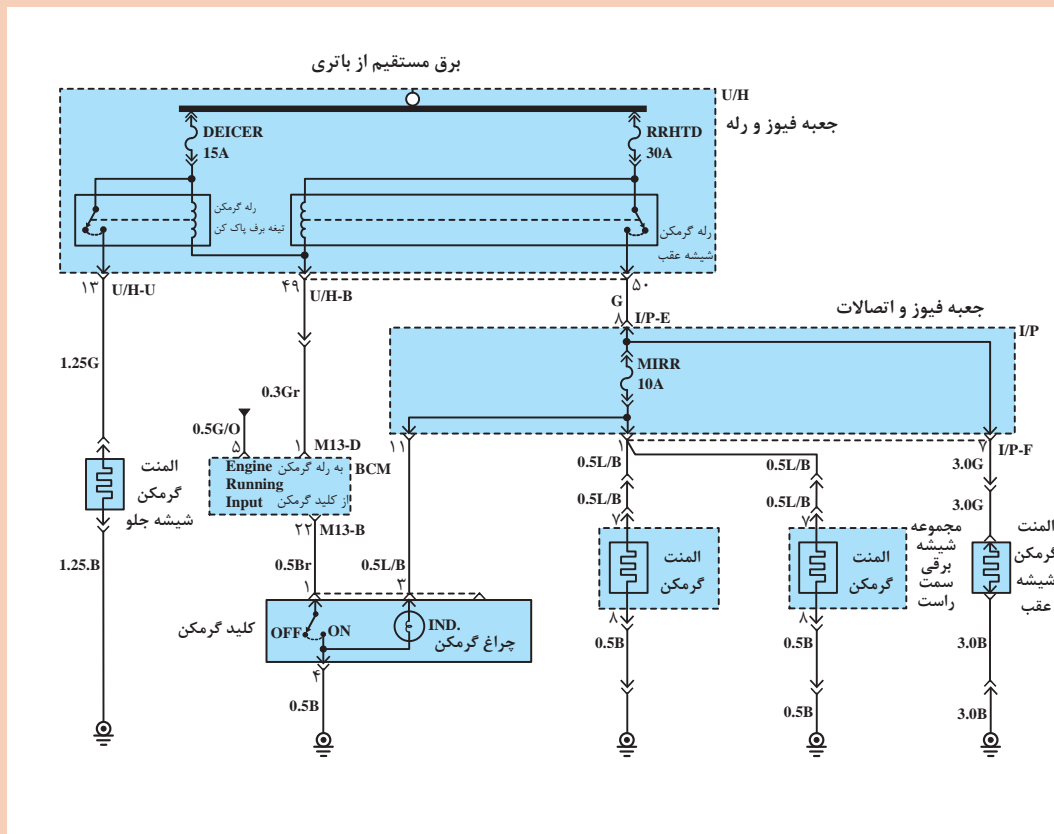 برق مستقیم از باتری
U/H
جعبه فیوز و رله
DEICER
15A
RRHTD
30A
رله گرمکن
تیغه برف پاک کن
رله گرمکن
شیشه عقب
۱۳
U/H-U
۴۹
U/H-B
۵۰
G
۸
I/P-E
جعبه فیوز و اتصالات
I/P
MIRR
10A
1.25G
0.3Gr
0.5G/O
۵
۱
M13-D
۱۱
۱
۷
I/P-F
Engine
Running
Input
به رله گرمکن
از کلید گرمکن
BCM
۲۲
M13-B
المنت
گرمکن
شیشه جلو
1.25.B
0.5L/B
0.5L/B
3.0G
0.5L/B
0.5L/B
3.0G
۷
۷
المنت
گرمکن
المنت
گرمکن
مجموعه
شیشه
برقی
سمت
راست
المنت
گرمکن
شیشه
عقب
0.5Br
0.5L/B
۱
۳
OFF
ON
IND.
چراغ گرمکن
کلید گرمکن
۴
0.5B
۸
۸
0.5B
0.5B
3.0B
0.5B
3.0B